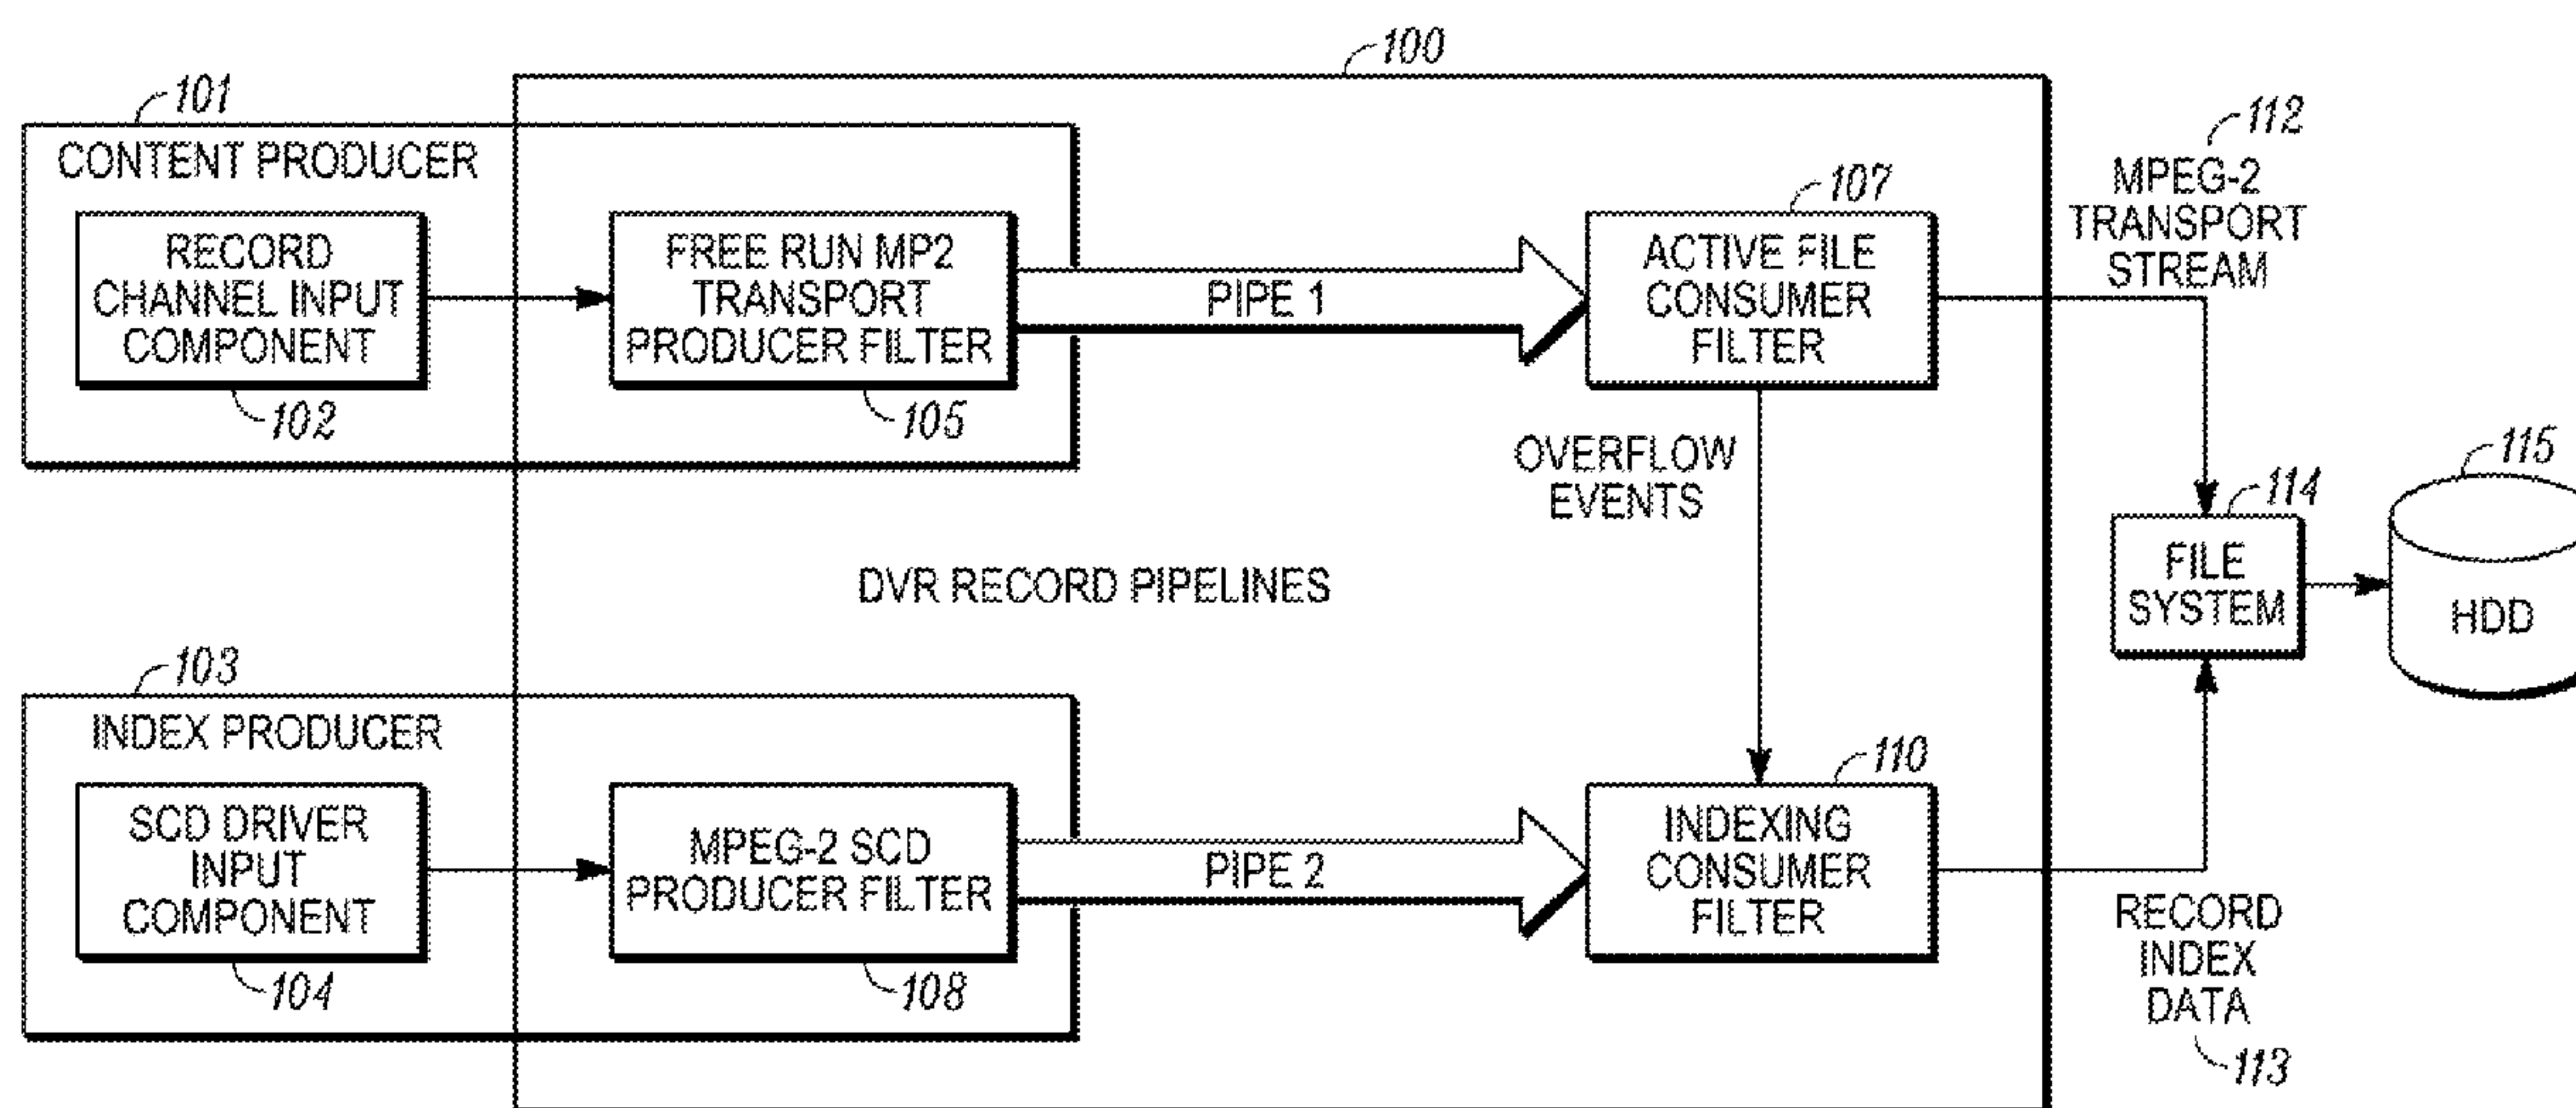 100
101
CONTENT PRODUCER
RECORD
CHANNEL INPUT
COMPONENT
102
FREE RUN MP2
TRANSPORT
PRODUCER FILTER
105
PIPE 1
107
ACTIVE FILE
CONSUMER
FILTER
112
MPEG-2
TRANSPORT
STREAM
OVERFLOW
EVENTS
DVR RECORD PIPELINES
114
FILE
SYSTEM
115
HDD
103
INDEX PRODUCER
SCD DRIVER
INPUT
COMPONENT
104
MPEG-2 SCD
PRODUCER FILTER
108
PIPE 2
110
INDEXING
CONSUMER
FILTER
RECORD
INDEX
DATA
113